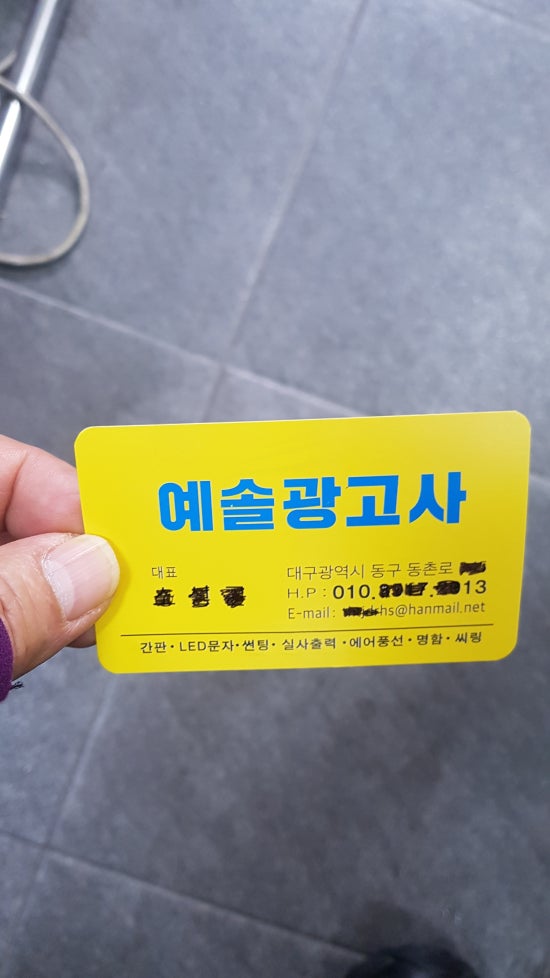 예솔광고사
대표
대구광역시 동구 동촌로
H.P : 010. 13
E-mail : hs@hanmail.net
간판 · LED문자 · 썬팅 · 실사출력 · 에어풍선 · 명함 · 씨링